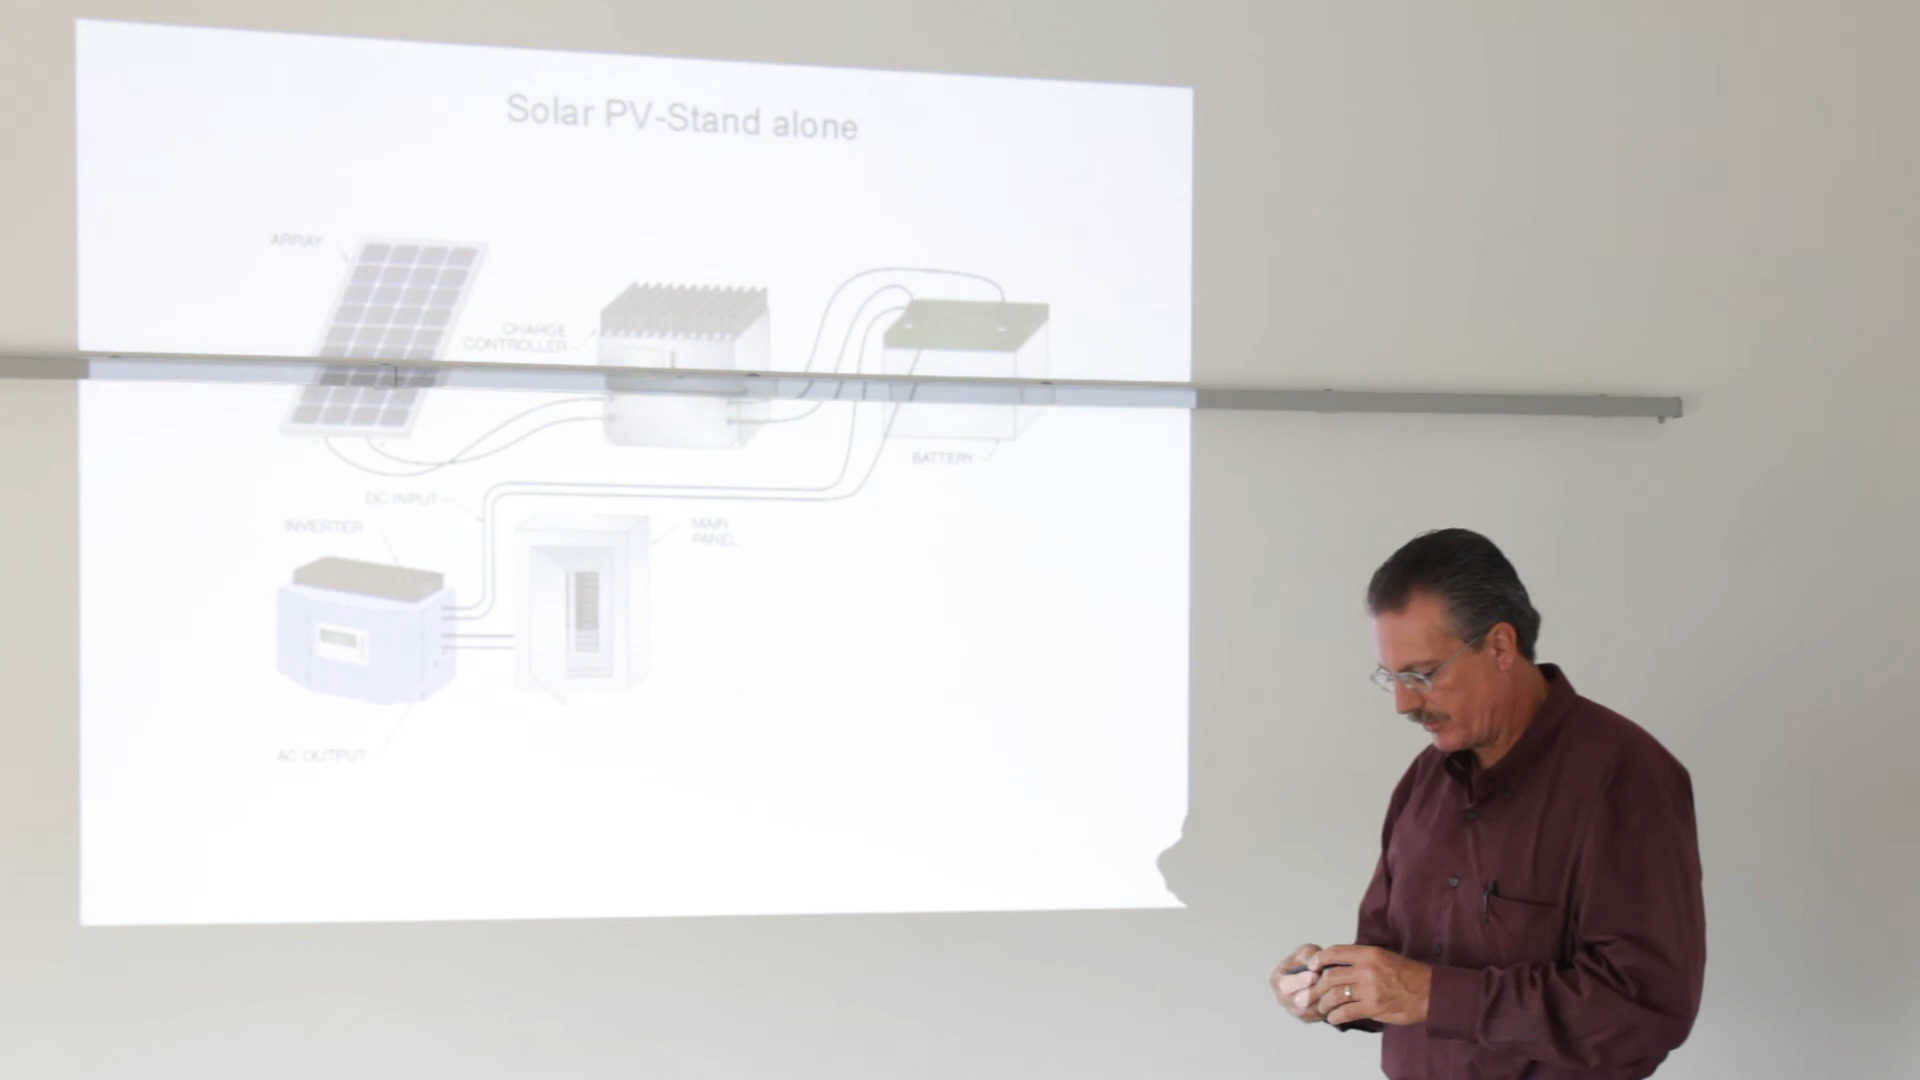 Solar PV-Stand alone
ARRAY
CHARGE
CONTROLLER
BATTERY
DC INPUT
INVERTER
MAIN
PANEL
AC OUTPUT